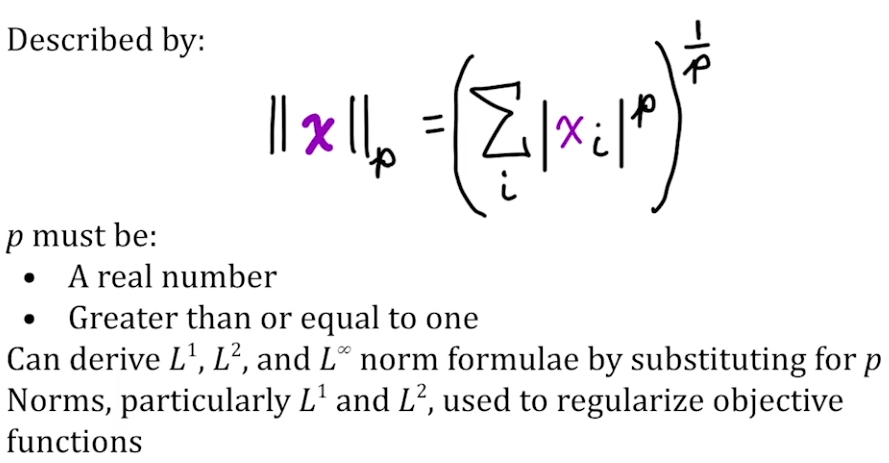 Described by:
||x||ₚ = (∑ᵢ|xᵢ|ᵖ)^(1/p)
p must be:
• A real number
• Greater than or equal to one
Can derive L¹, L², and L^∞ norm formulae by substituting for p
Norms, particularly L¹ and L², used to regularize objective
functions